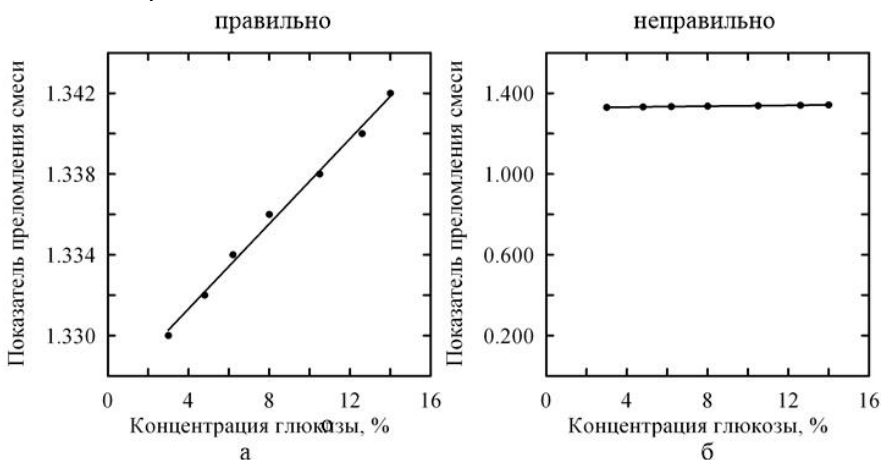 правильно
Показатель преломления смеси
1.342
1.338
1.334
1.330
0 4 8 12 16
Концентрация глюкозы, %
а
неправильно
Показатель преломления смеси
1.400
1.000
0.600
0.200
0 4 8 12 16
Концентрация глюкозы, %
б